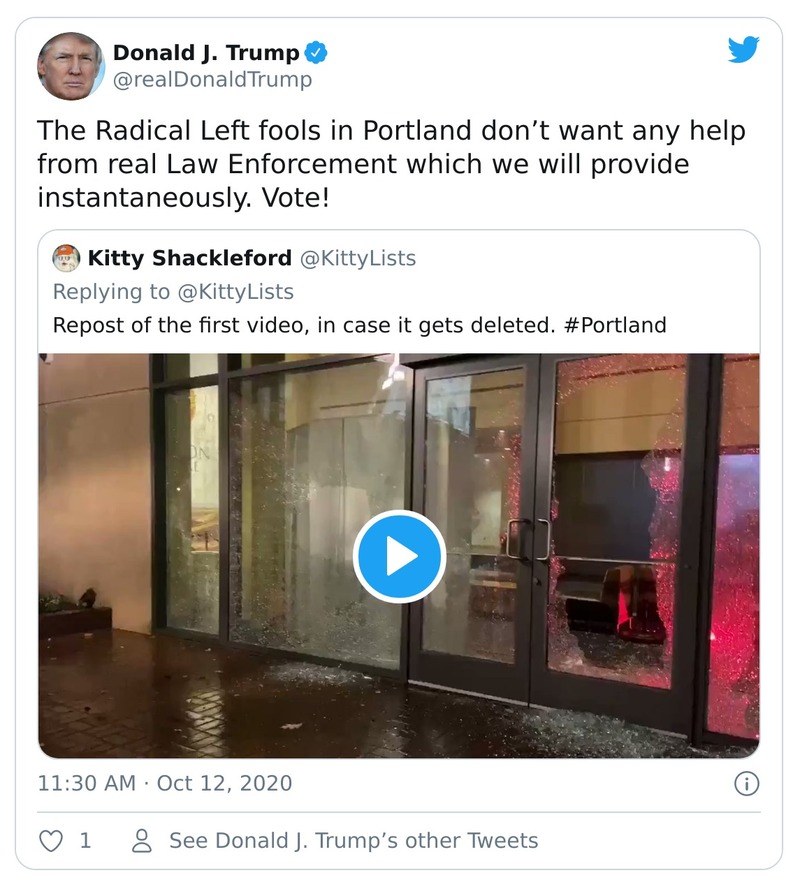 Donald J. Trump
@realDonaldTrump
The Radical Left fools in Portland don’t want any help
from real Law Enforcement which we will provide
instantaneously. Vote!
Kitty Shackleford @KittyLists
Replying to @KittyLists
Repost of the first video, in case it gets deleted. #Portland
11:30 AM · Oct 12, 2020
1
See Donald J. Trump’s other Tweets